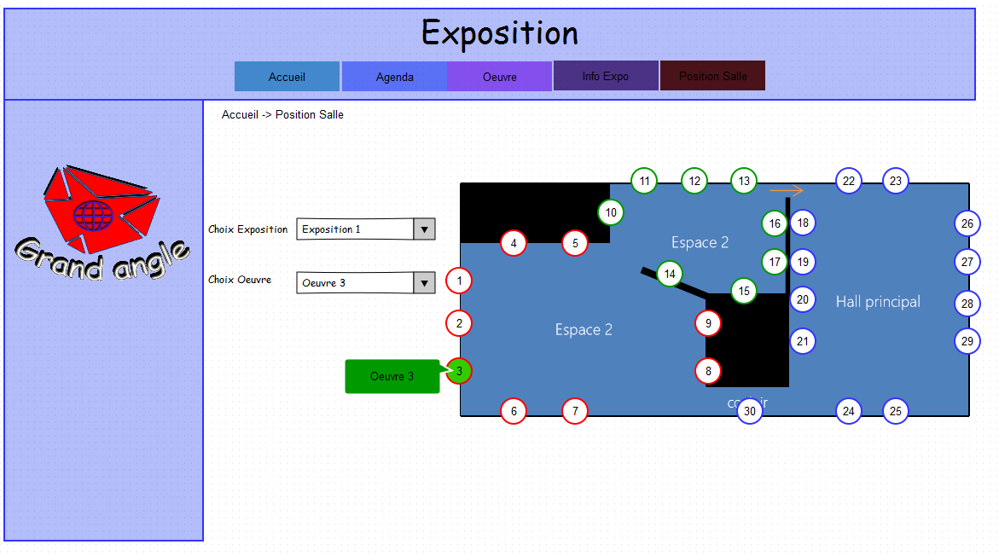 Exposition
Accueil Agenda Oeuvre Info Expo Position Salle
Accueil -> Position Salle
Grand angle
Choix Exposition Exposition 1
Choix Oeuvre Oeuvre 3
11 12 13 22 23
10
16 18 26
4 5 Espace 2
17 19 27
1 14
15 20 Hall principal 28
2 Espace 2 9
21 29
Oeuvre 3 3 8
6 7 30 24 25